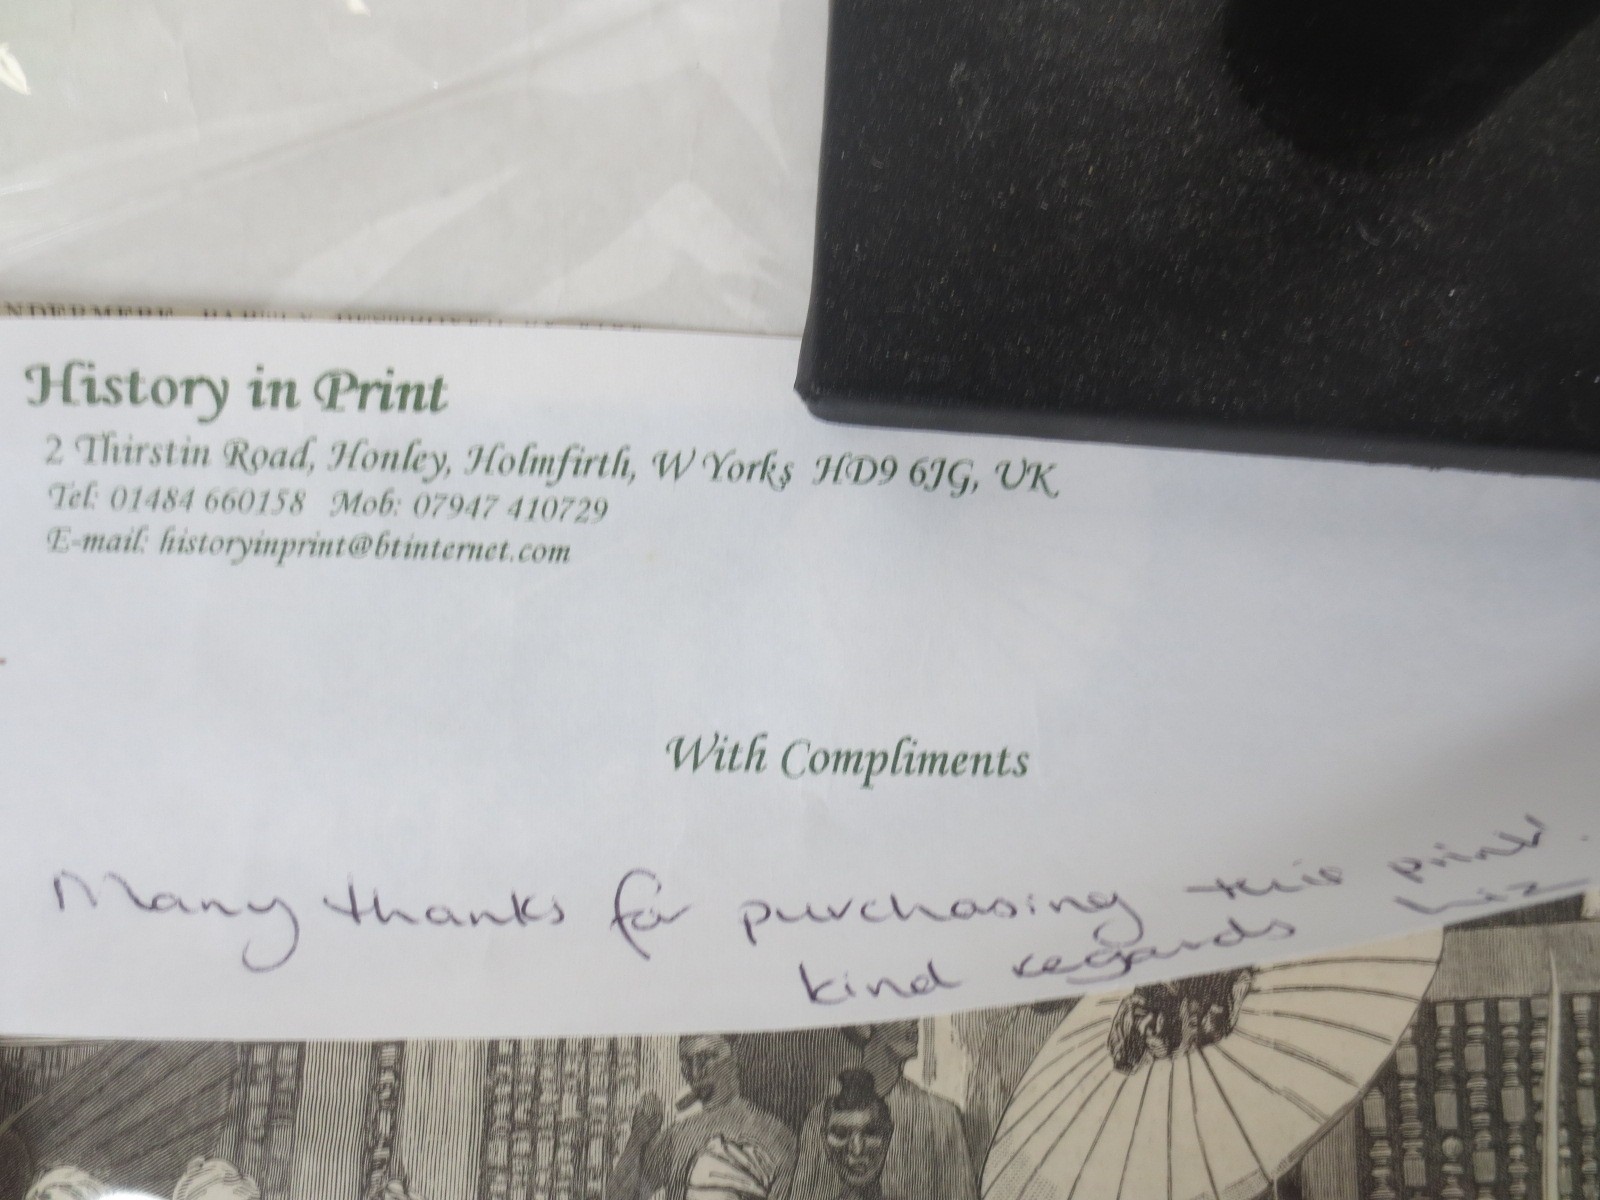 NDERMERE
History in Print
2 Thirstin Road, Honley, Holmfirth, W Yorks HD9 6JG, UK
Tel: 01484 660158 Mob: 07947 410729
E-mail: historyinprint@btinternet.com
With Compliments
Many thanks for purchasing this print.
kind regards Liz